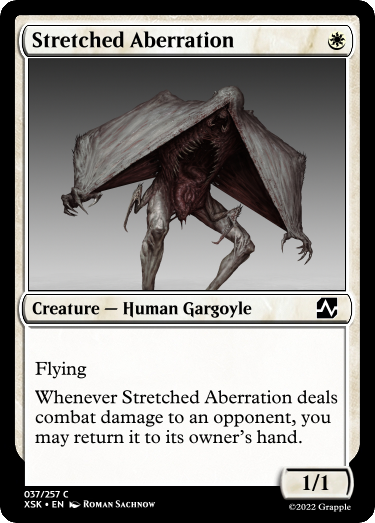 Stretched Aberration
Creature — Human Gargoyle
Flying
Whenever Stretched Aberration deals
combat damage to an opponent, you
may return it to its owner's hand.
1/1
037/257 C
XSK • EN Roman Sachnow
©2022 Grapple